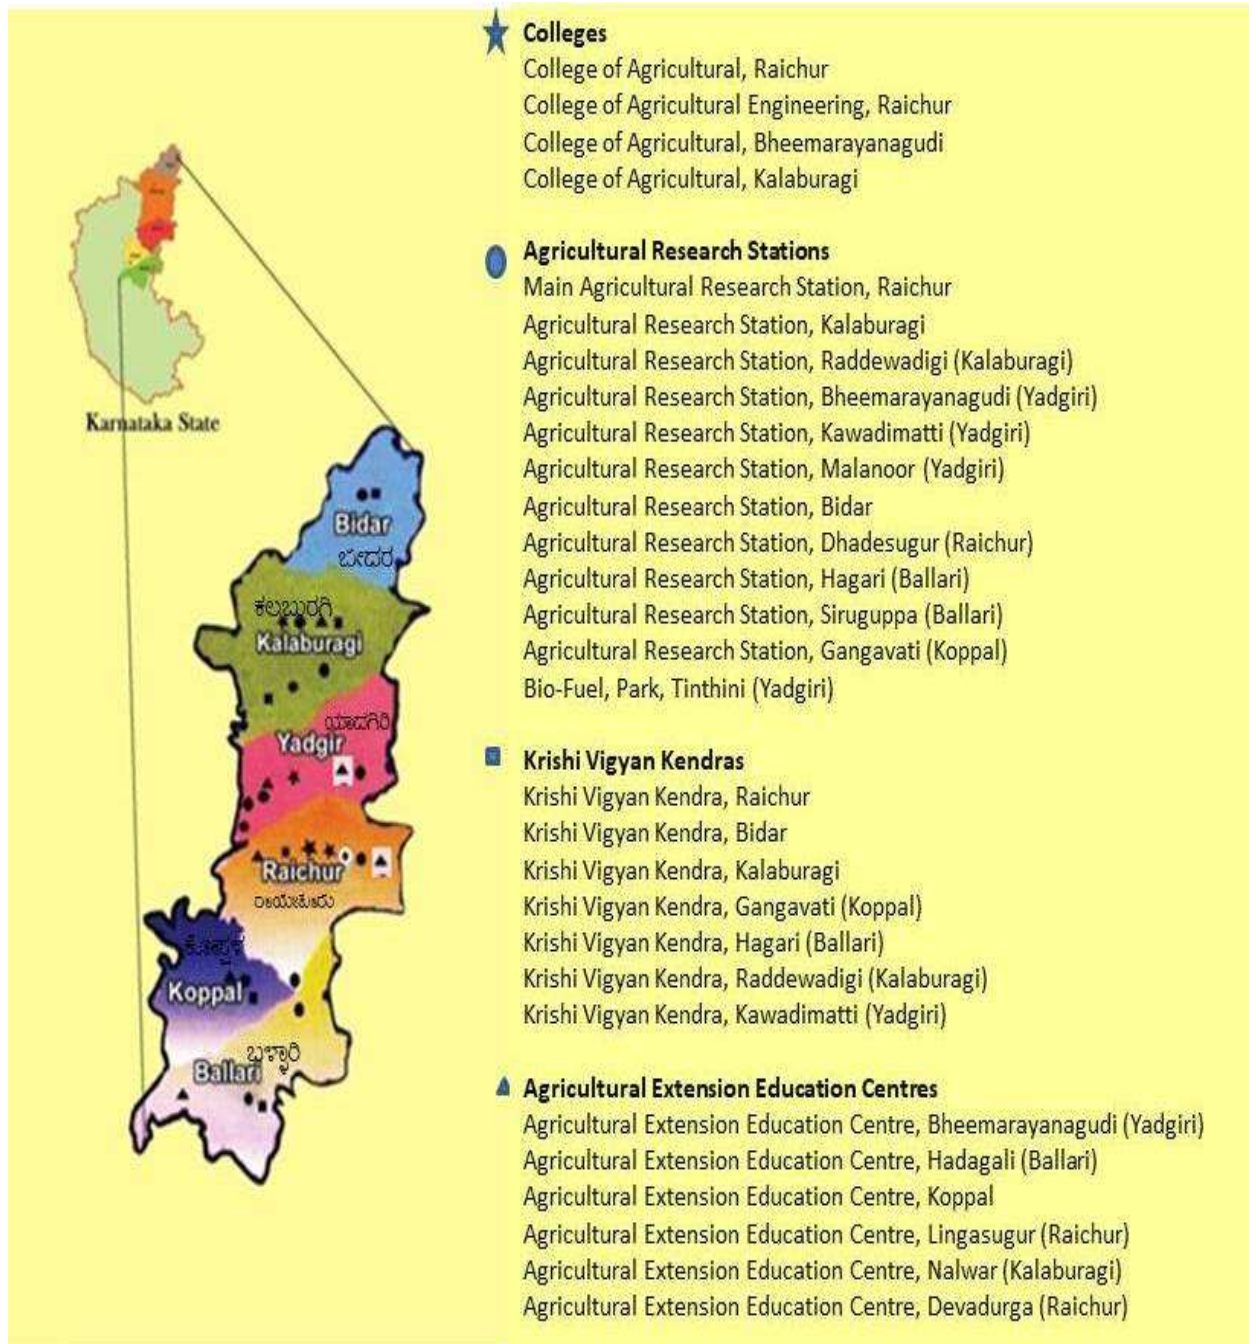 Colleges
College of Agricultural, Raichur
College of Agricultural Engineering, Raichur
College of Agricultural, Bheemarayanagudi
College of Agricultural, Kalaburagi
Agricultural Research Stations
Main Agricultural Research Station, Raichur
Agricultural Research Station, Kalaburagi
Agricultural Research Station, Raddewadigi (Kalaburagi)
Agricultural Research Station, Bheemarayanagudi (Yadgiri)
Agricultural Research Station, Kawadimatti (Yadgiri)
Agricultural Research Station, Malanoor (Yadgiri)
Agricultural Research Station, Bidar
Agricultural Research Station, Dhadesugur (Raichur)
Agricultural Research Station, Hagari (Ballari)
Agricultural Research Station, Siruguppa (Ballari)
Agricultural Research Station, Gangavati (Koppal)
Bio-Fuel, Park, Tinthini (Yadgiri)
Krishi Vigyan Kendras
Krishi Vigyan Kendra, Raichur
Krishi Vigyan Kendra, Bidar
Krishi Vigyan Kendra, Kalaburagi
Krishi Vigyan Kendra, Gangavati (Koppal)
Krishi Vigyan Kendra, Hagari (Ballari)
Krishi Vigyan Kendra, Raddewadigi (Kalaburagi)
Krishi Vigyan Kendra, Kawadimatti (Yadgiri)
Agricultural Extension Education Centres
Agricultural Extension Education Centre, Bheemarayanagudi (Yadgiri)
Agricultural Extension Education Centre, Hadagali (Ballari)
Agricultural Extension Education Centre, Koppal
Agricultural Extension Education Centre, Lingasugur (Raichur)
Agricultural Extension Education Centre, Nalwar (Kalaburagi)
Agricultural Extension Education Centre, Devadurga (Raichur)
Karnataka State
Bidar
ಬೀದರ
ಕಲಬುರಗಿ
Kalaburagi
ಯಾದಗಿರಿ
Yadgir
Raichur
Koppal
ಬಳ್ಳಾರಿ
Ballari